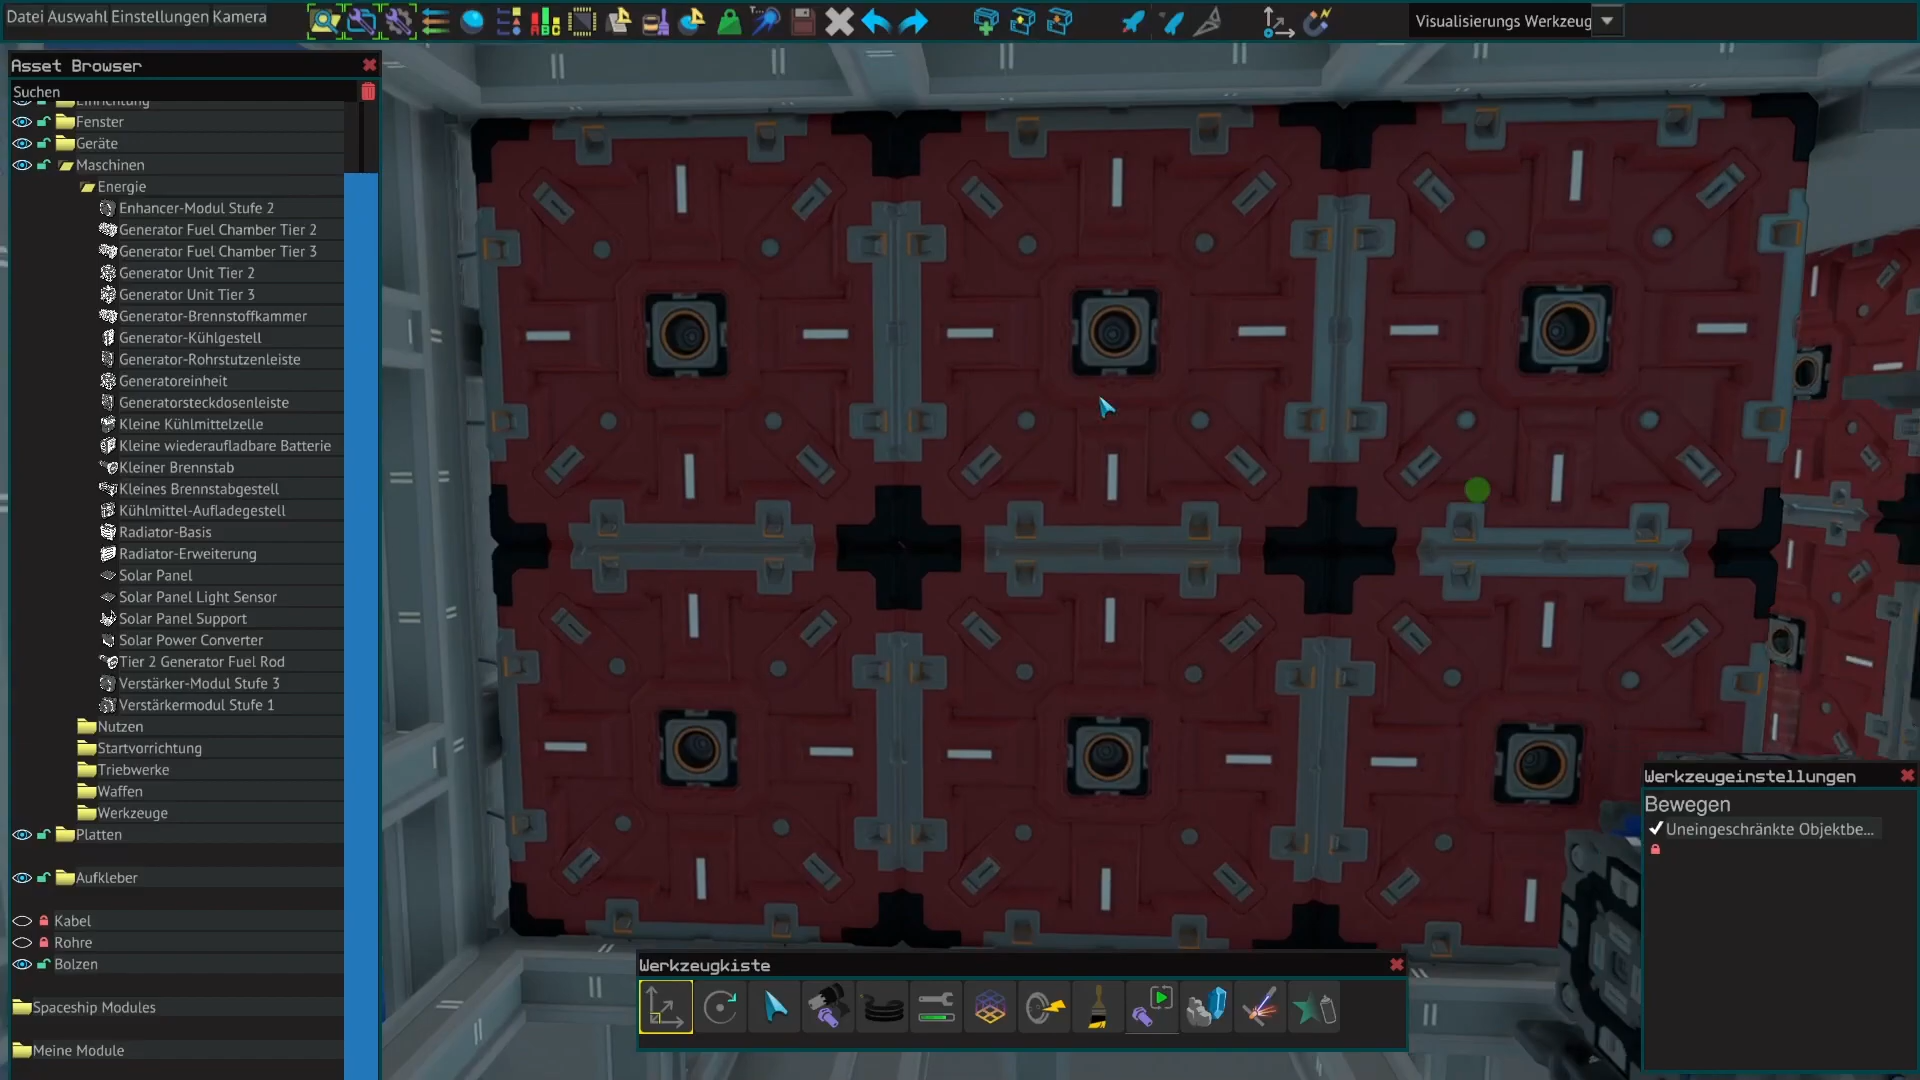 Datei Auswahl Einstellungen Kamera
Visualisierungs Werkzeug
Asset Browser
Suchen
Einrichtung
Fenster
Geräte
Maschinen
Energie
Enhancer-Modul Stufe 2
Generator Fuel Chamber Tier 2
Generator Fuel Chamber Tier 3
Generator Unit Tier 2
Generator Unit Tier 3
Generator-Brennstoffkammer
Generator-Kühlgestell
Generator-Rohrstutzenleiste
Generatoreinheit
Generatorsteckdosenleiste
Kleine Kühlmittelzelle
Kleine wiederaufladbare Batterie
Kleiner Brennstab
Kleines Brennstabgestell
Kühlmittel-Aufladegestell
Radiator-Basis
Radiator-Erweiterung
Solar Panel
Solar Panel Light Sensor
Solar Panel Support
Solar Power Converter
Tier 2 Generator Fuel Rod
Verstärker-Modul Stufe 3
Verstärkermodul Stufe 1
Nutzen
Startvorrichtung
Triebwerke
Waffen
Werkzeuge
Platten
Aufkleber
Kabel
Rohre
Bolzen
Spaceship Modules
Meine Module
Werkzeugkiste
Werkzeugeinstellungen
Bewegen
Uneingeschränkte Objektbe...